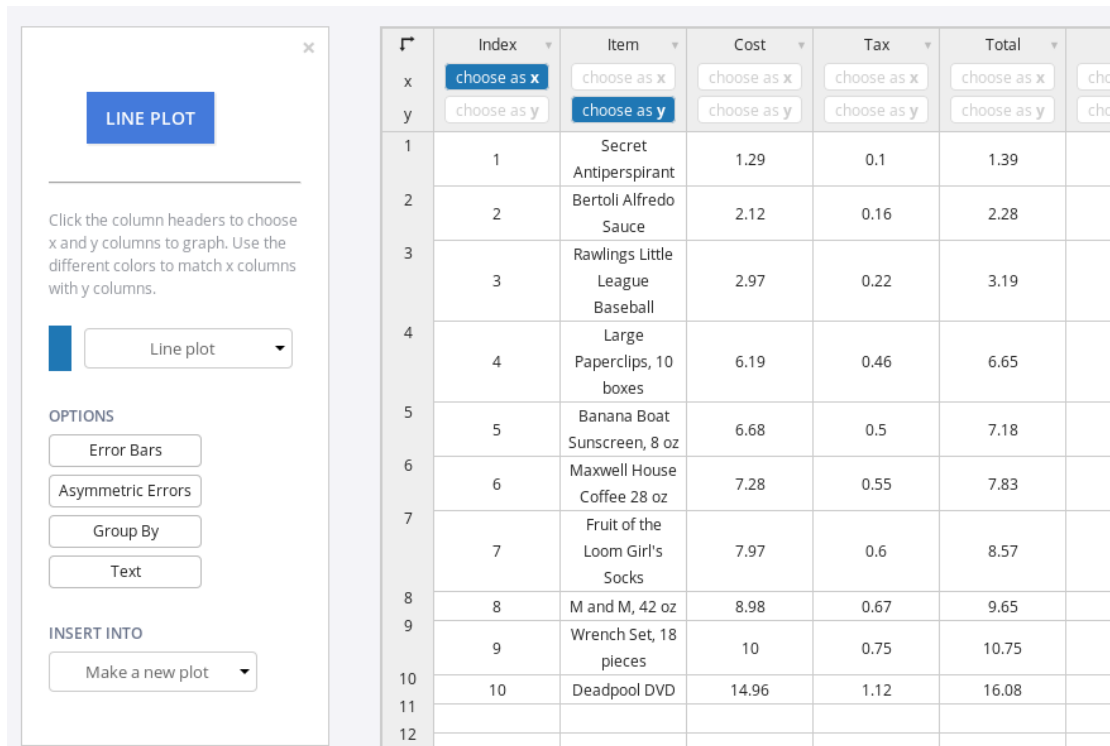 ×
LINE PLOT
Click the column headers to choose
x and y columns to graph. Use the
different colors to match x columns
with y columns.
Line plot
OPTIONS
Error Bars
Asymmetric Errors
Group By
Text
INSERT INTO
Make a new plot
Index Item Cost Tax Total
x choose as x choose as x choose as x choose as x choose as x cho
y choose as y choose as y choose as y choose as y choose as y cho
1 1 Secret 1.29 0.1 1.39
Antiperspirant
2 2 Bertoli Alfredo 2.12 0.16 2.28
Sauce
3 3 Rawlings Little 2.97 0.22 3.19
League
Baseball
4 4 Large 6.19 0.46 6.65
Paperclips, 10
boxes
5 5 Banana Boat 6.68 0.5 7.18
Sunscreen, 8 oz
6 6 Maxwell House 7.28 0.55 7.83
Coffee 28 oz
7 7 Fruit of the 7.97 0.6 8.57
Loom Girl's
Socks
8 8 M and M, 42 oz 8.98 0.67 9.65
9 9 Wrench Set, 18 10 0.75 10.75
pieces
10 10 Deadpool DVD 14.96 1.12 16.08
11
12